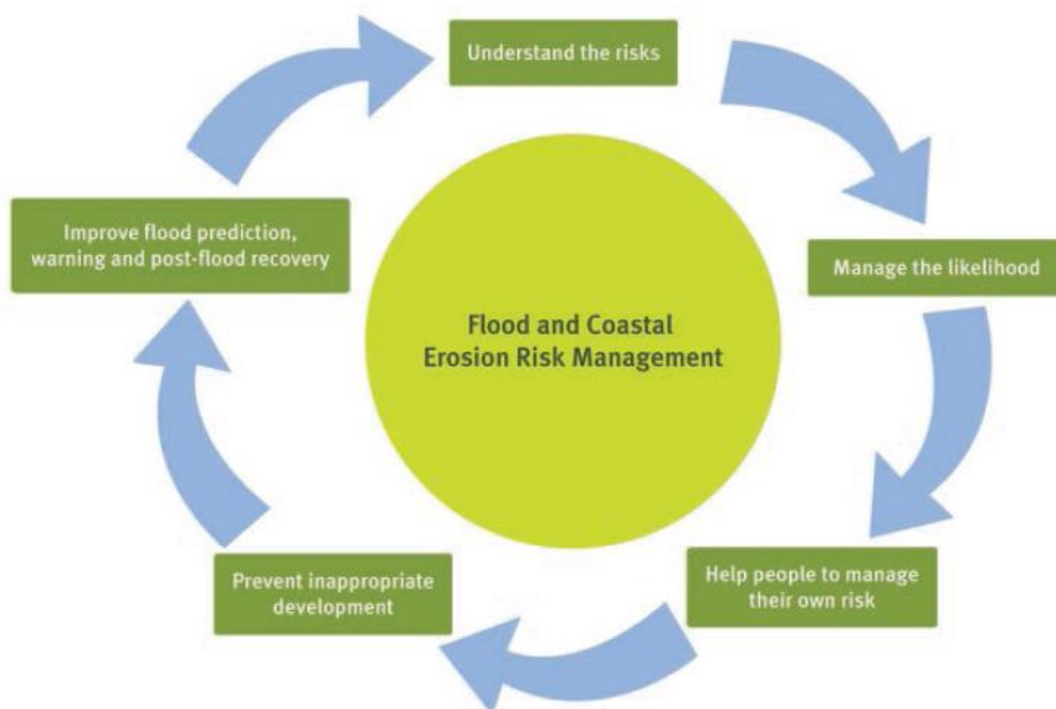 Understand the risks
Manage the likelihood
Help people to manage
their own risk
Prevent inappropriate
development
Improve flood prediction,
warning and post-flood recovery
Flood and Coastal
Erosion Risk Management